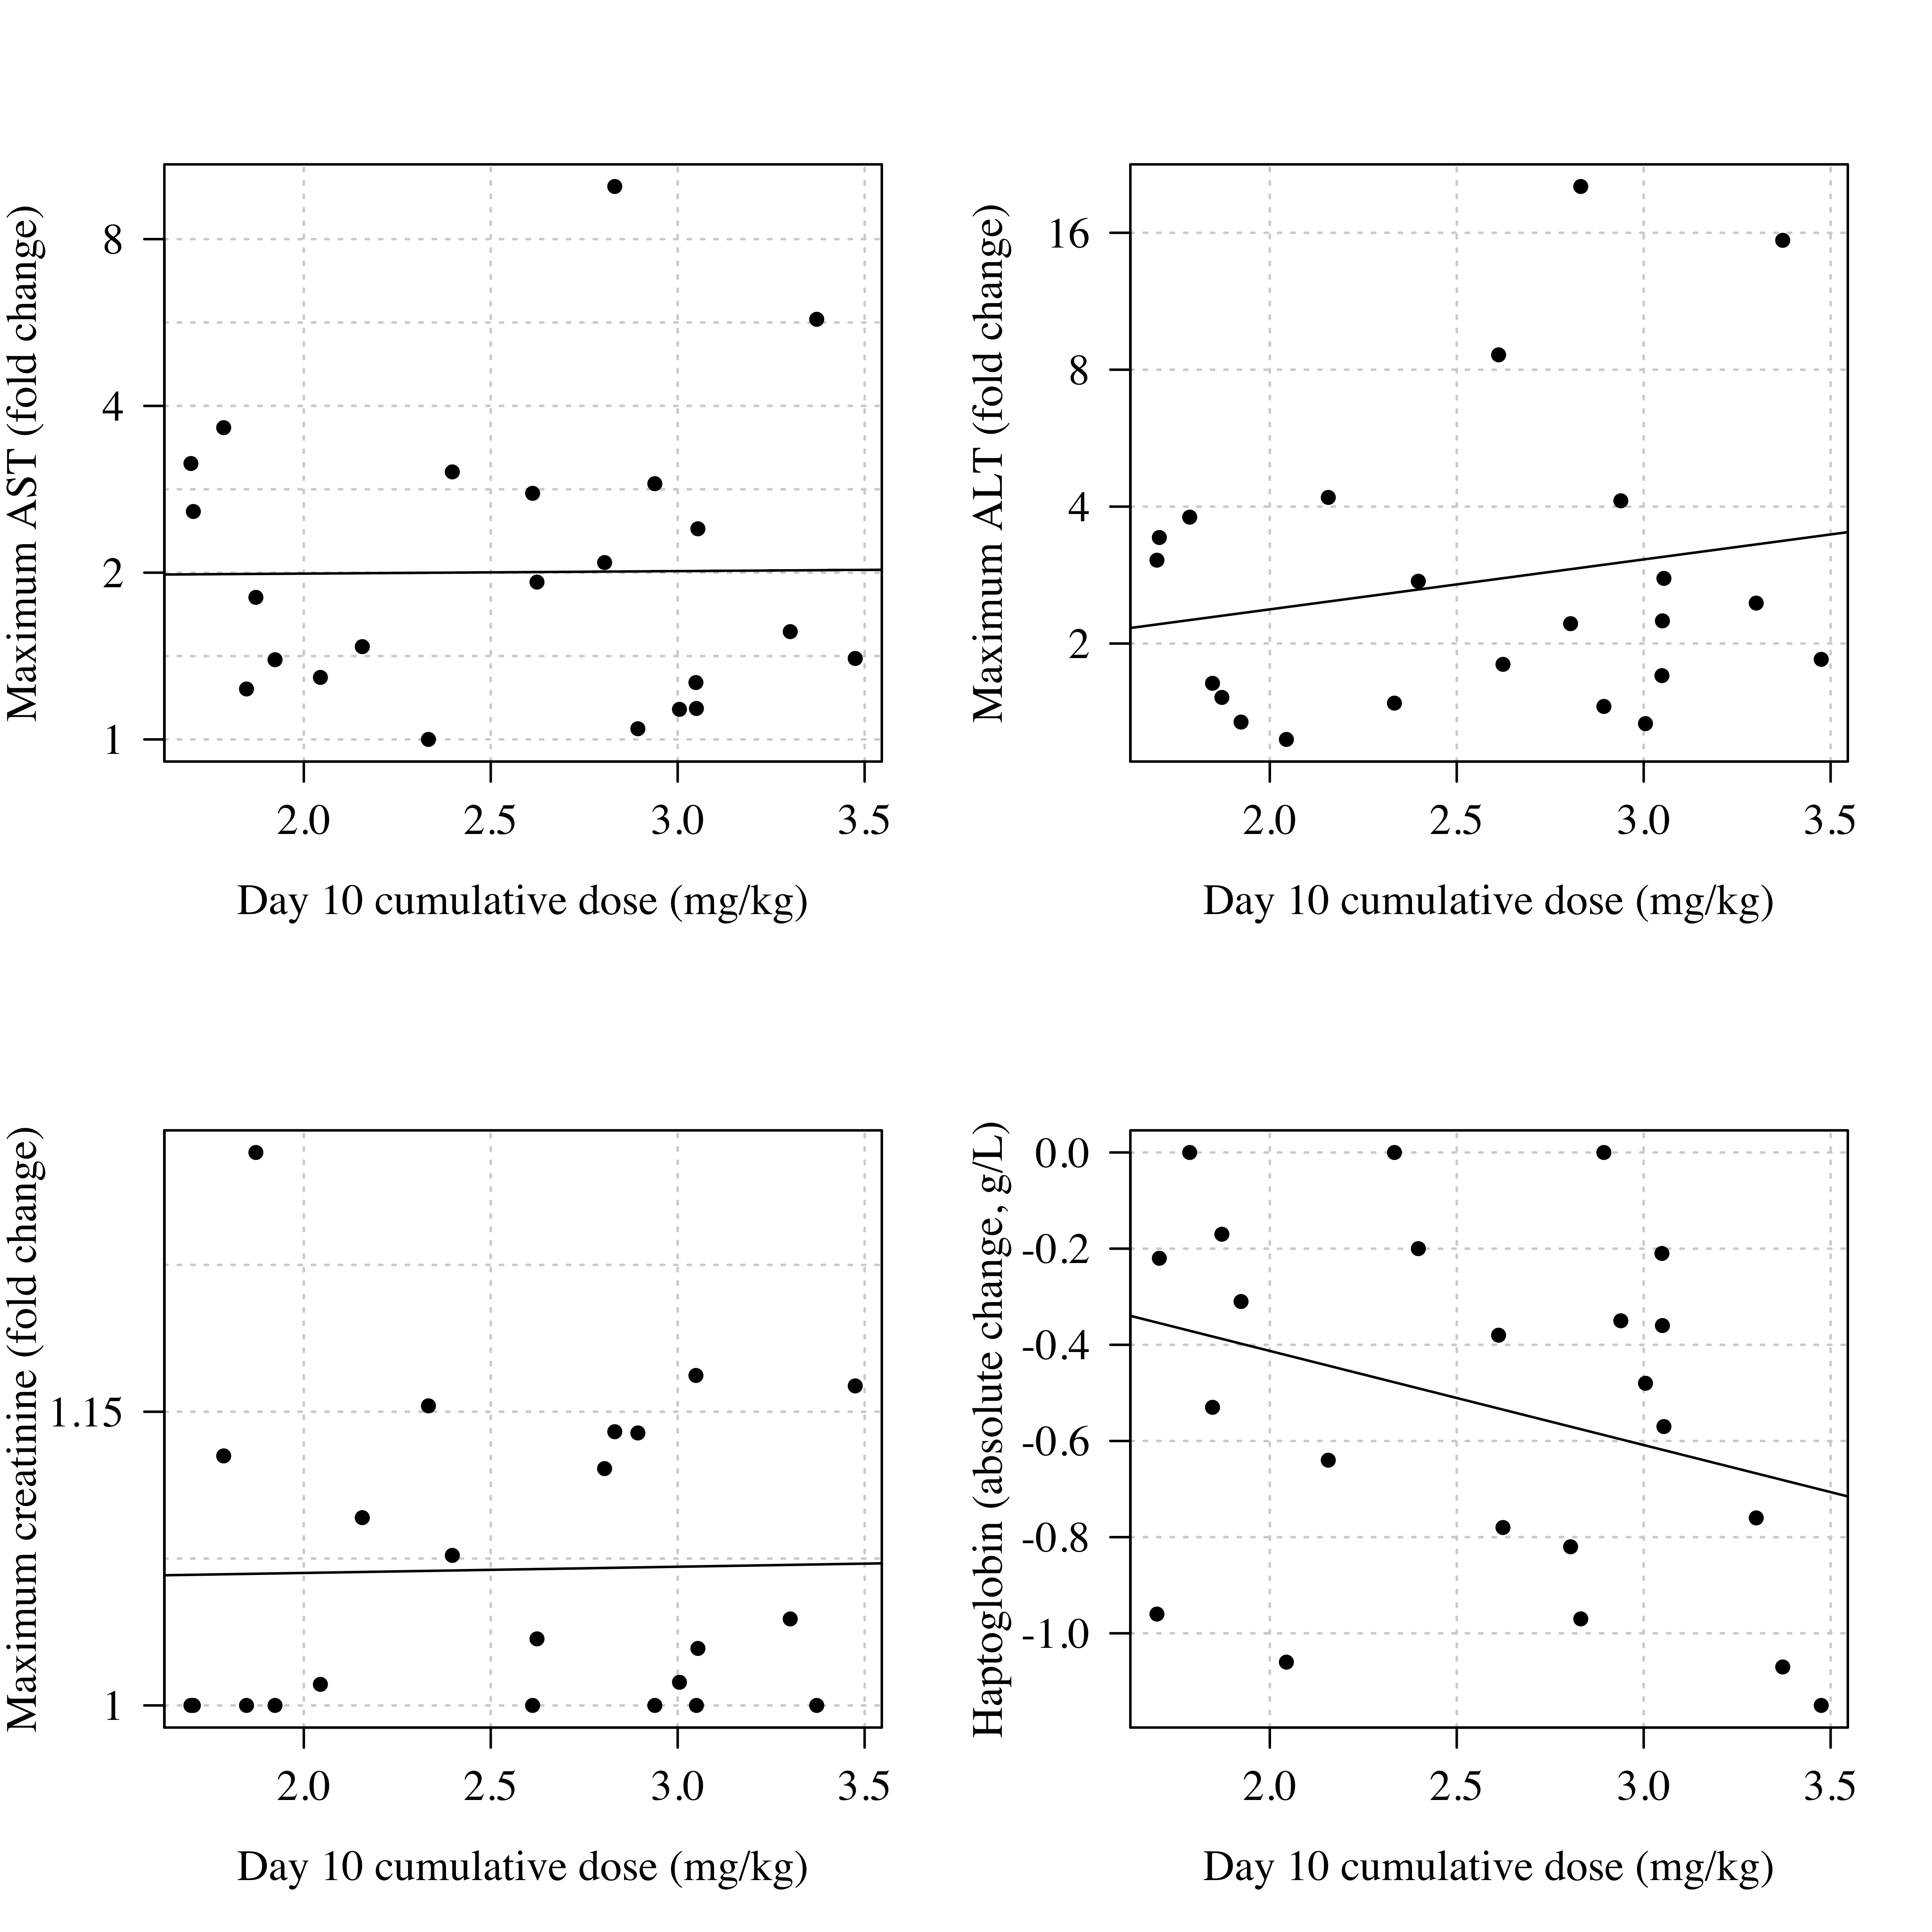 Maximum AST (fold change)
8
4
2
1
2.0 2.5 3.0 3.5
Day 10 cumulative dose (mg/kg)
Maximum ALT (fold change)
16
8
4
2
2.0 2.5 3.0 3.5
Day 10 cumulative dose (mg/kg)
Maximum creatinine (fold change)
1.15
1
2.0 2.5 3.0 3.5
Day 10 cumulative dose (mg/kg)
Haptoglobin (absolute change, g/L)
0.0
-0.2
-0.4
-0.6
-0.8
-1.0
2.0 2.5 3.0 3.5
Day 10 cumulative dose (mg/kg)